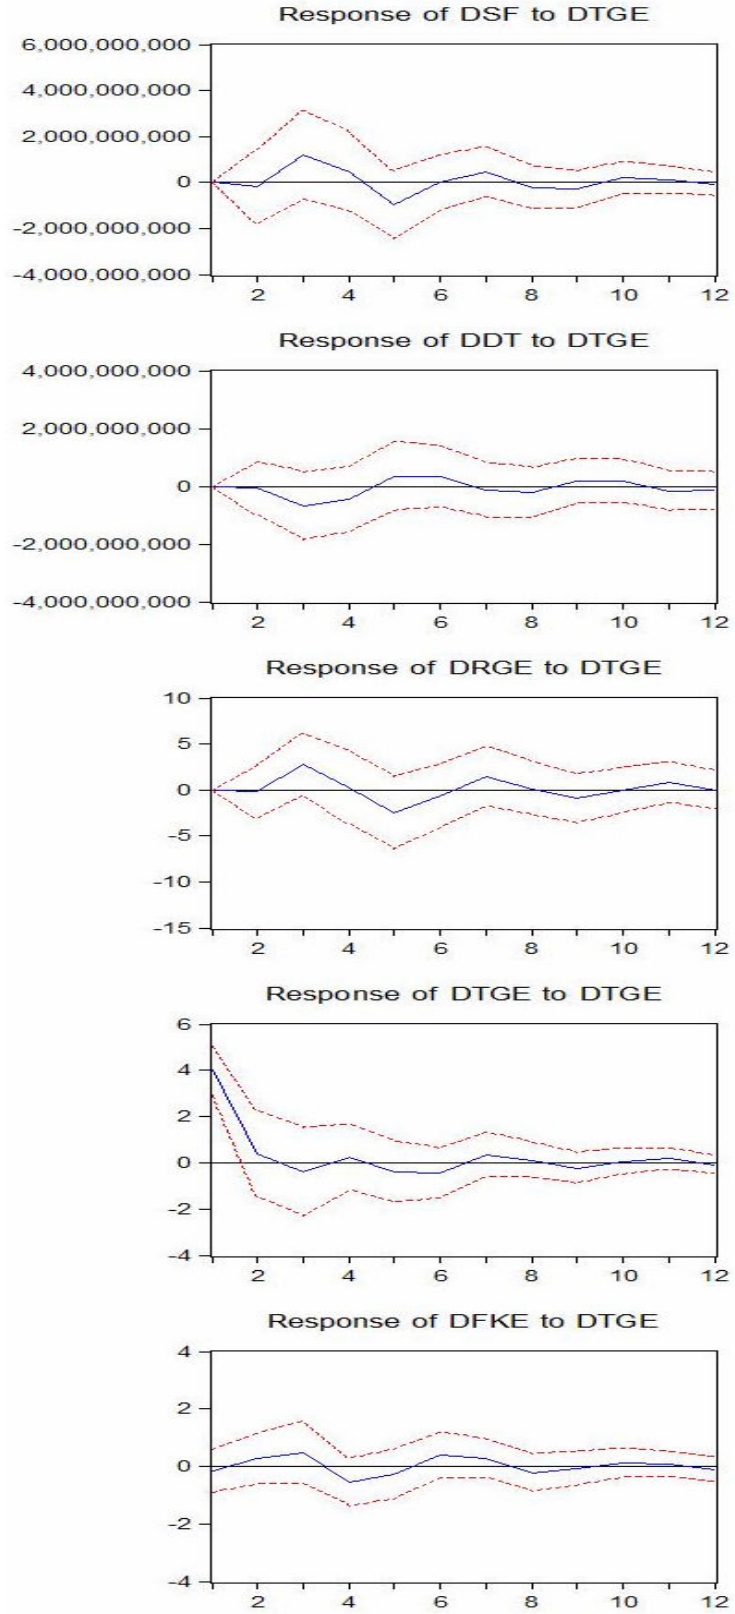 Response of DSF to DTGE
6,000,000,000
4,000,000,000
2,000,000,000
0
-2,000,000,000
-4,000,000,000
2 4 6 8 10 12
Response of DDT to DTGE
4,000,000,000
2,000,000,000
0
-2,000,000,000
-4,000,000,000
2 4 6 8 10 12
Response of DRGE to DTGE
10
5
0
-5
-10
-15
2 4 6 8 10 12
Response of DTGE to DTGE
6
4
2
0
-2
-4
2 4 6 8 10 12
Response of DFKE to DTGE
4
2
0
-2
-4
2 4 6 8 10 12